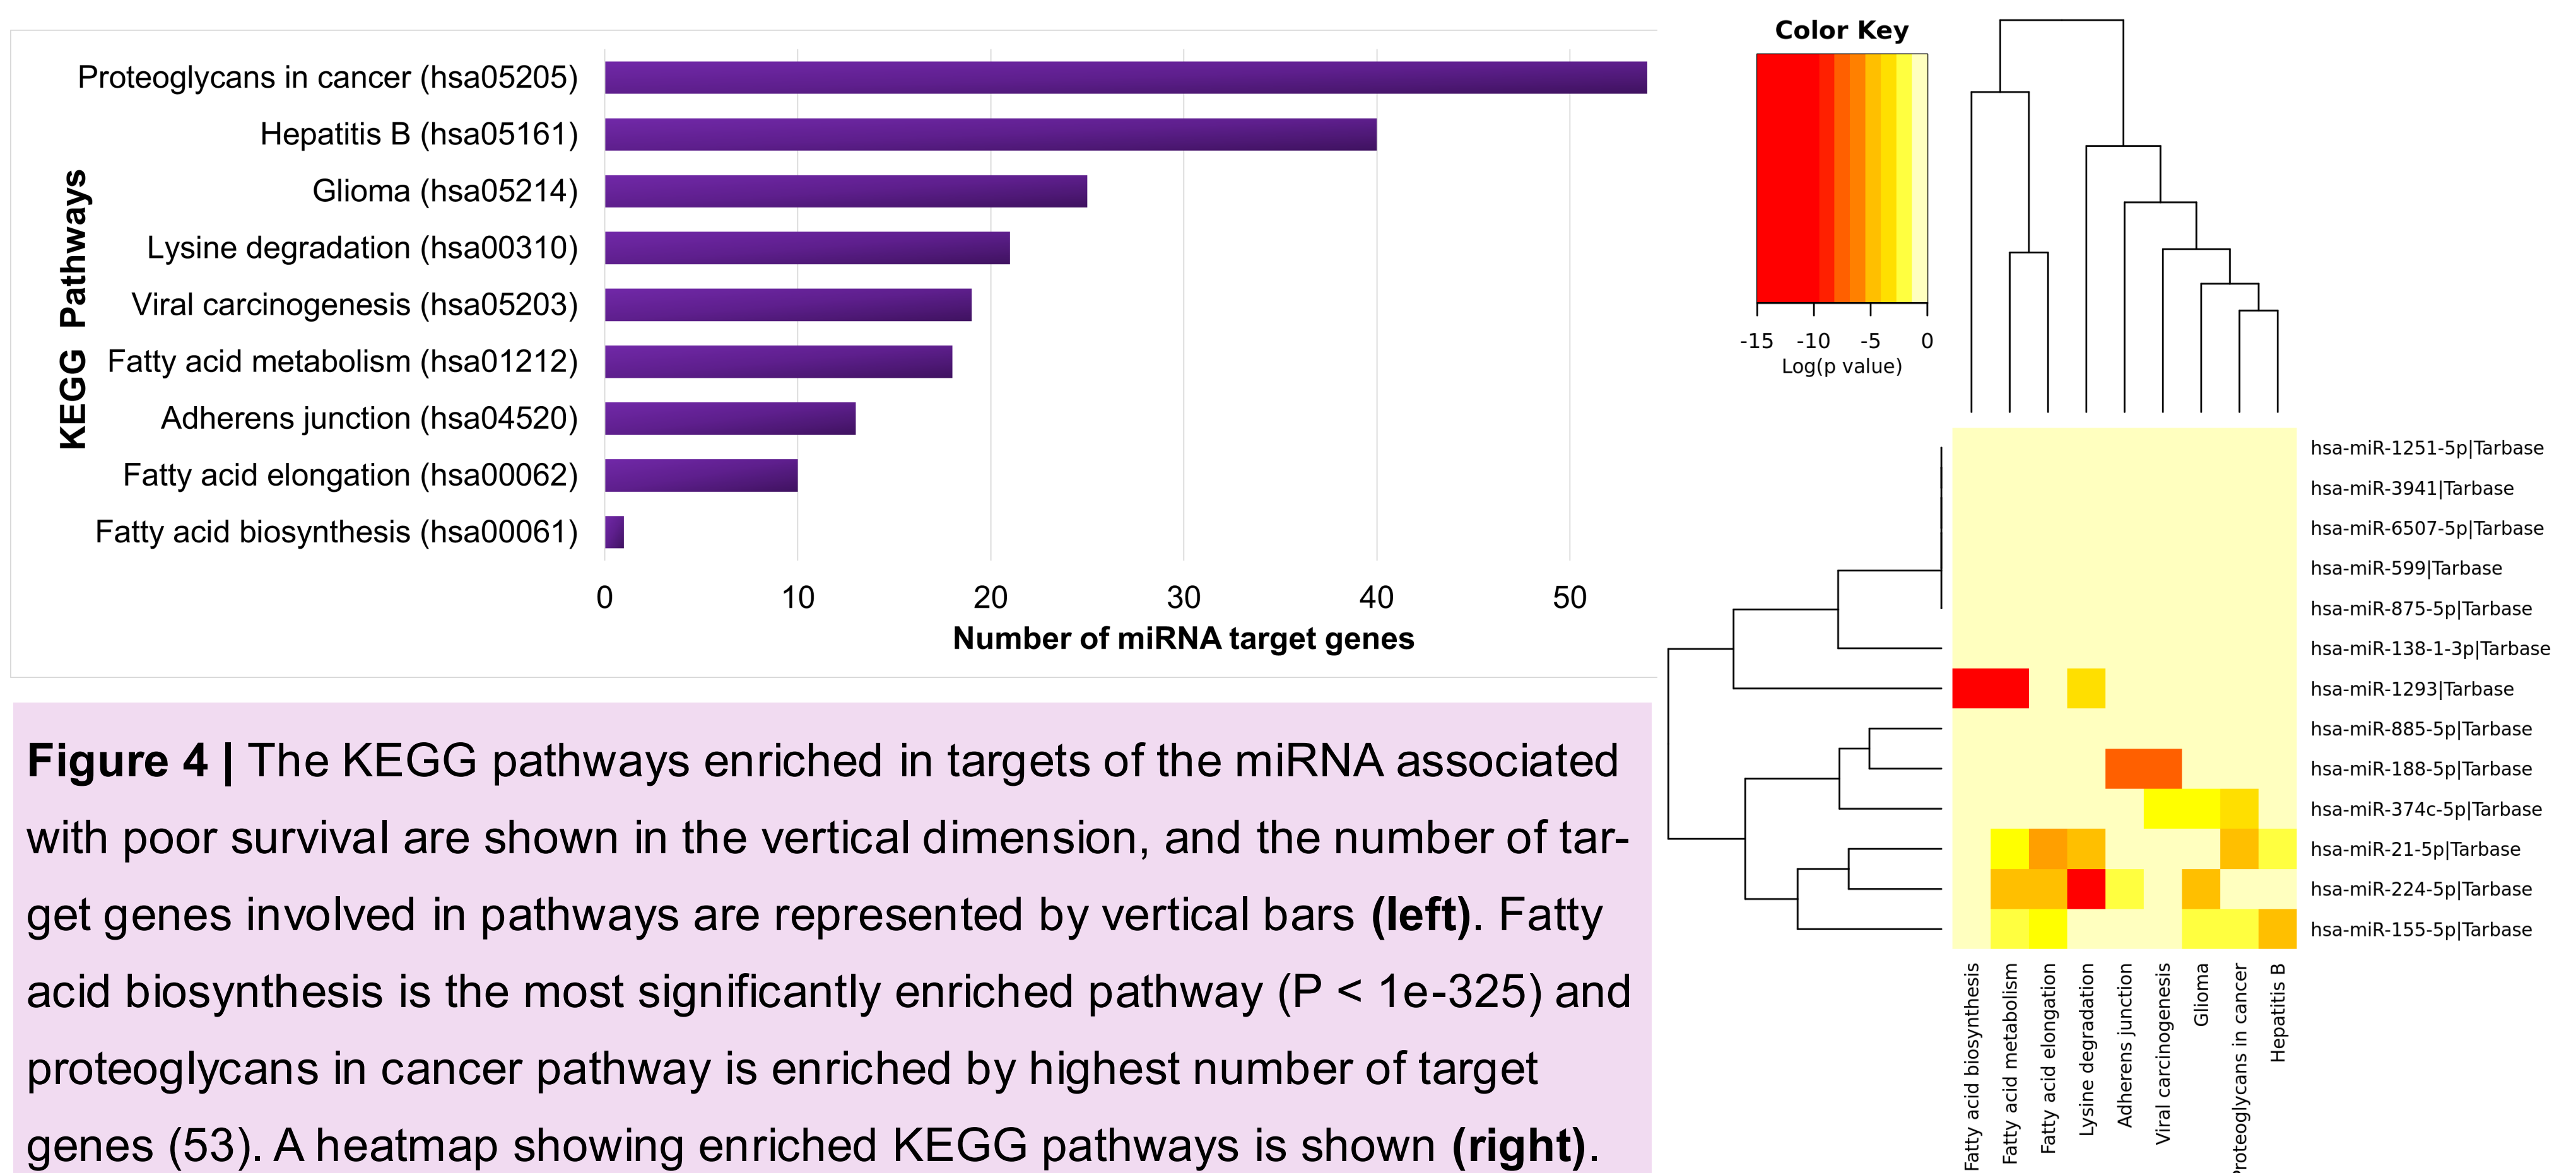 Proteoglycans in cancer (hsa05205)
Hepatitis B (hsa05161)
Glioma (hsa05214)
Lysine degradation (hsa00310)
Viral carcinogenesis (hsa05203)
Fatty acid metabolism (hsa01212)
Adherens junction (hsa04520)
Fatty acid elongation (hsa00062)
Fatty acid biosynthesis (hsa00061)
KEGG Pathways
0 10 20 30 40 50
Number of miRNA target genes
Figure 4 | The KEGG pathways enriched in targets of the miRNA associated
with poor survival are shown in the vertical dimension, and the number of tar-
get genes involved in pathways are represented by vertical bars (left). Fatty
acid biosynthesis is the most significantly enriched pathway (P < 1e-325) and
proteoglycans in cancer pathway is enriched by highest number of target
genes (53). A heatmap showing enriched KEGG pathways is shown (right).
Color Key
-15 -10 -5 0
Log(p value)
hsa-miR-1251-5p|Tarbase
hsa-miR-3941|Tarbase
hsa-miR-6507-5p|Tarbase
hsa-miR-599|Tarbase
hsa-miR-875-5p|Tarbase
hsa-miR-138-1-3p|Tarbase
hsa-miR-1293|Tarbase
hsa-miR-885-5p|Tarbase
hsa-miR-188-5p|Tarbase
hsa-miR-374c-5p|Tarbase
hsa-miR-21-5p|Tarbase
hsa-miR-224-5p|Tarbase
hsa-miR-155-5p|Tarbase
Fatty acid biosynthesis
Fatty acid metabolism
Fatty acid elongation
Lysine degradation
Adherens junction
Viral carcinogenesis
Glioma
Proteoglycans in cancer
Hepatitis B